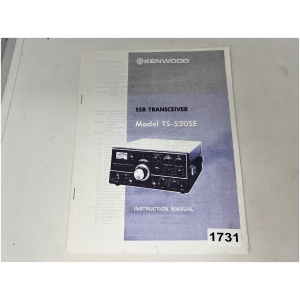 KENWOOD
SSB TRANSCEIVER
Model TS-520SE
INSTRUCTION MANUAL
1731